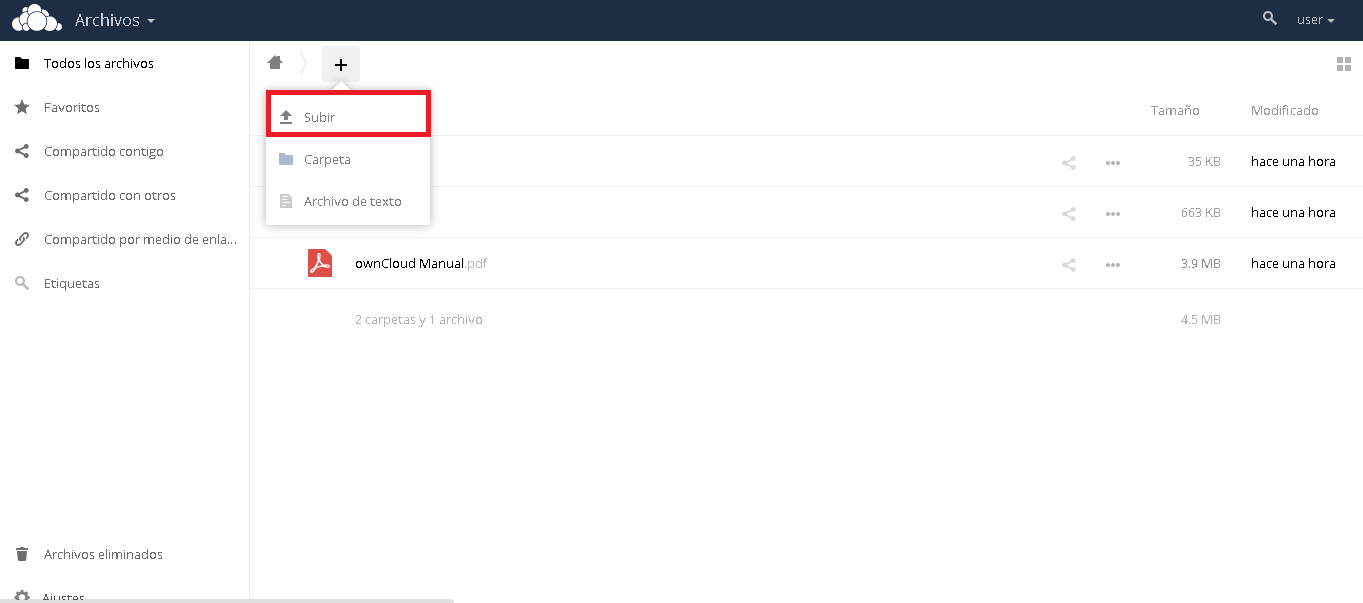 Archivos
user
Todos los archivos
Favoritos
Compartido contigo
Compartido con otros
Compartido por medio de enla...
Etiquetas
Archivos eliminados
Ajustes
+
Subir
Carpeta
Archivo de texto
Tamaño Modificado
35 KB hace una hora
663 KB hace una hora
ownCloud Manual.pdf 3.9 MB hace una hora
2 carpetas y 1 archivo 4.5 MB